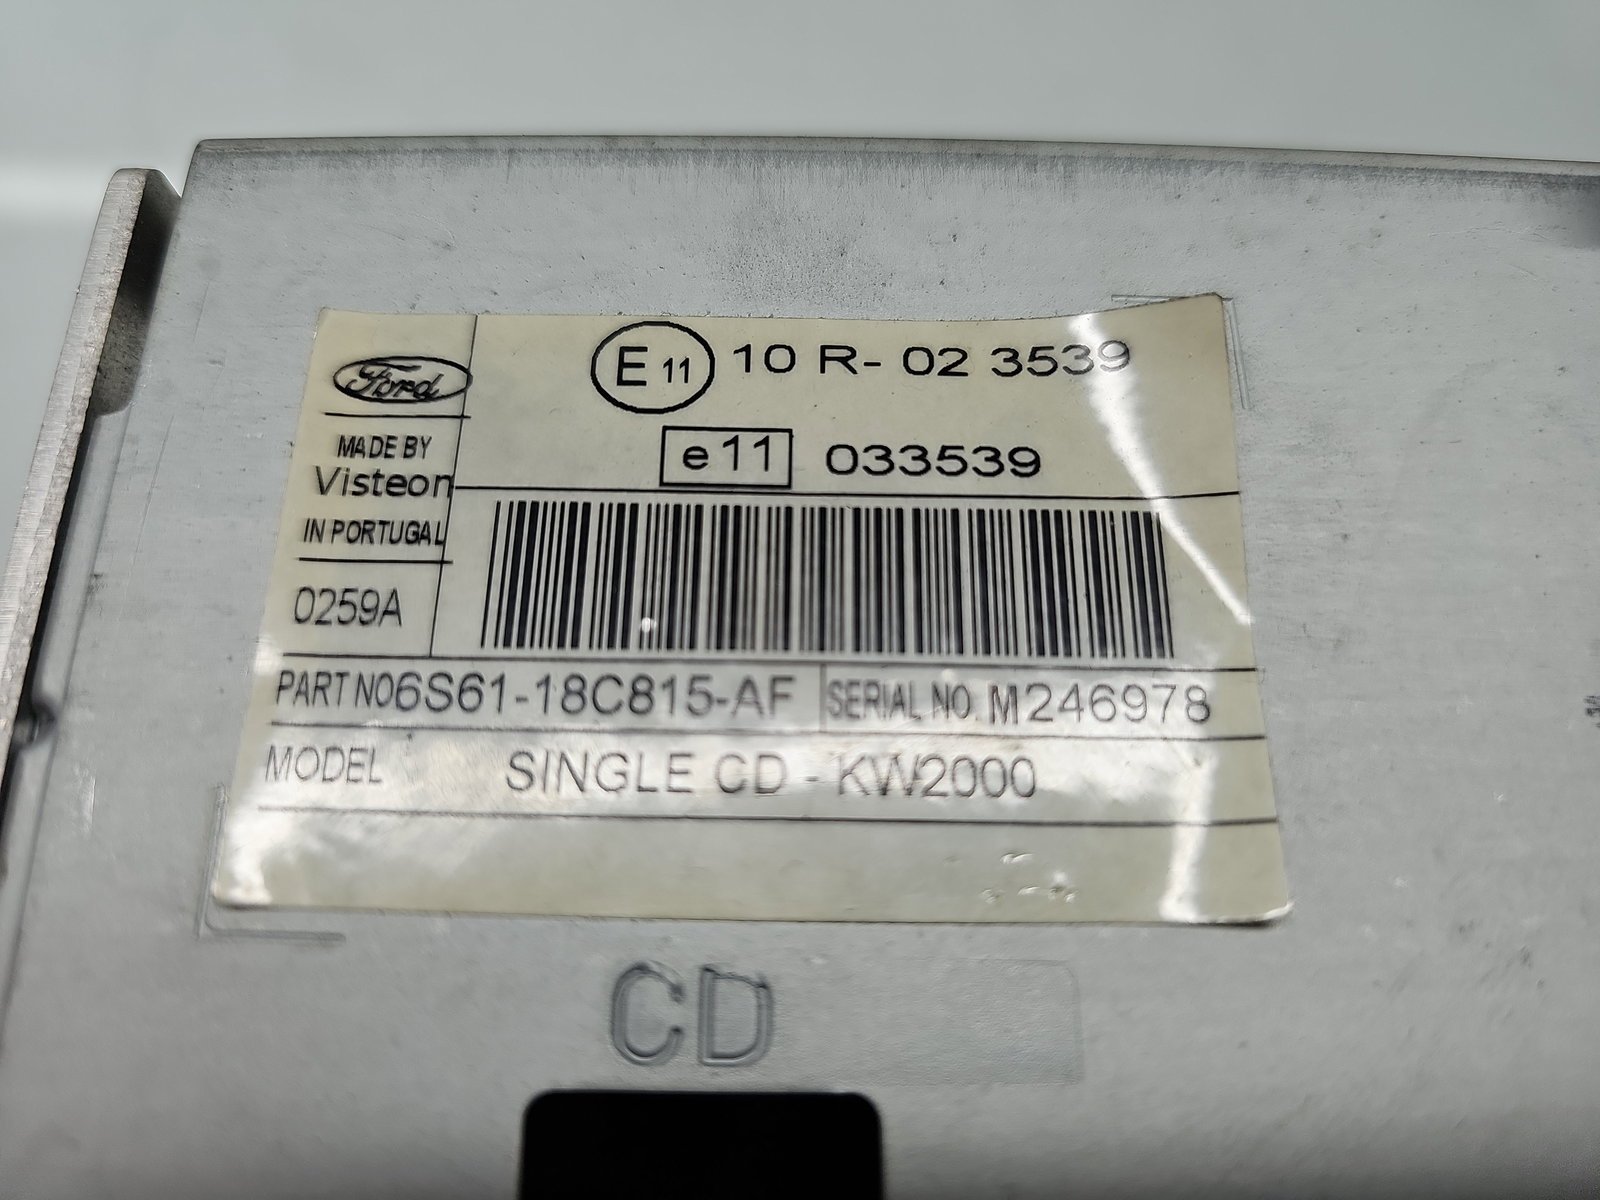 Ford
E 11 10 R- 02 3539
MADE BY
Visteon
IN PORTUGAL
e11 033539
0259A
PART NO6S61-18C815-AF SERIAL NO. M246978
MODEL SINGLE CD - KW2000
CD